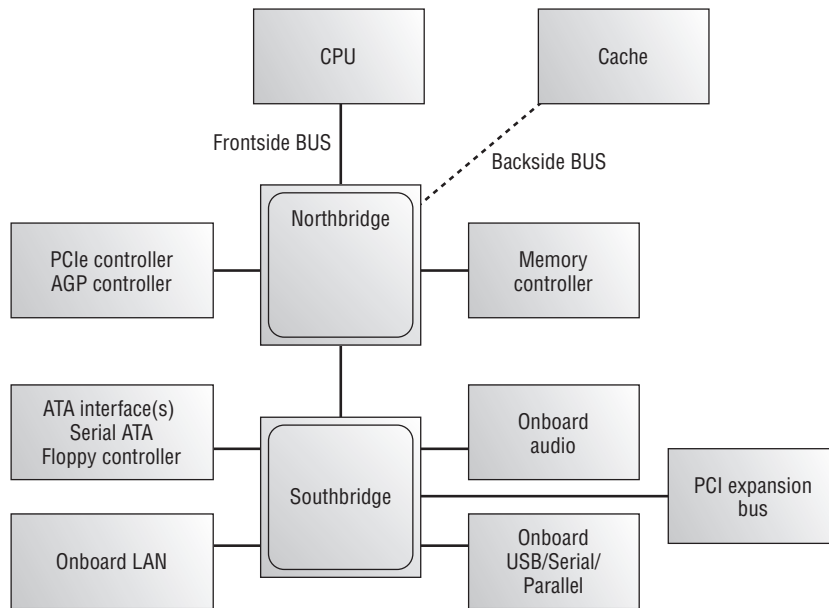 CPU
Cache
Frontside BUS
Backside BUS
Northbridge
PCIe controller
AGP controller
Memory
controller
ATA interface(s)
Serial ATA
Floppy controller
Onboard
audio
Southbridge
PCI expansion
bus
Onboard LAN
Onboard
USB/Serial/
Parallel